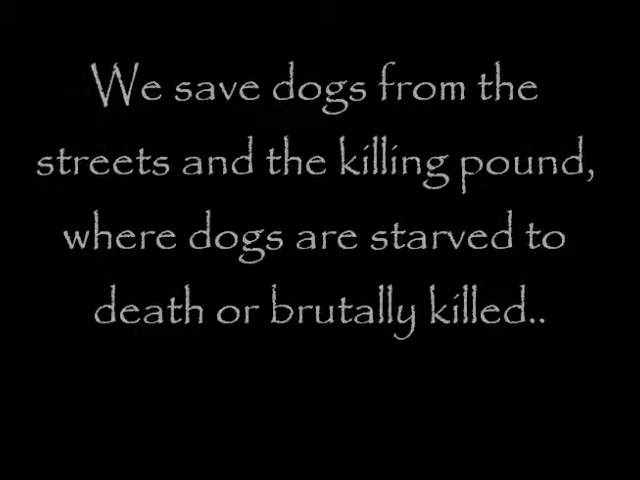 We save dogs from the
streets and the killing pound,
where dogs are starved to
death or brutally killed..